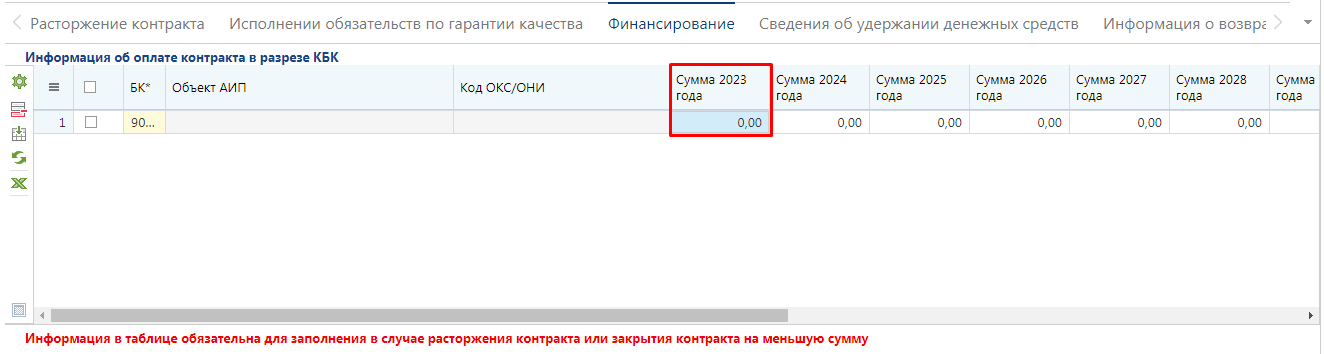 Расторжение контракта Исполнении обязательств по гарантии качества Финансирование Сведения об удержании денежных средств Информация о возвра
Информация об оплате контракта в разрезе КБК
БК* Объект АИП Код ОКС/ОНИ Сумма 2023 года Сумма 2024 года Сумма 2025 года Сумма 2026 года Сумма 2027 года Сумма 2028 года Сумма года
1 90... 0,00 0,00 0,00 0,00 0,00 0,00
Информация в таблице обязательна для заполнения в случае расторжения контракта или закрытия контракта на меньшую сумму